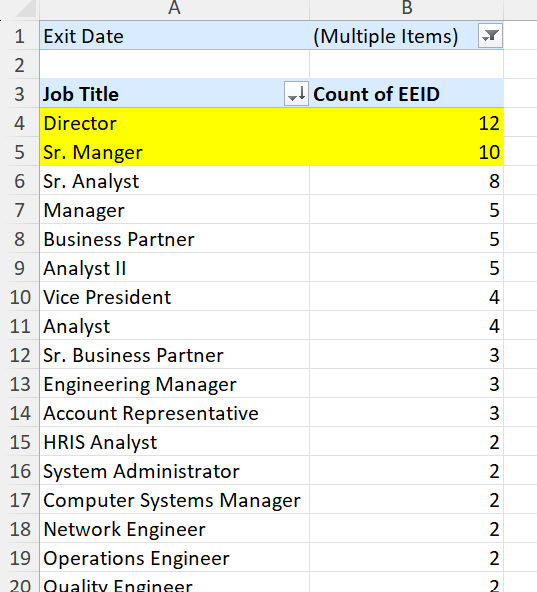 A B
1 Exit Date (Multiple Items)
2
3 Job Title Count of EEID
4 Director 12
5 Sr. Manger 10
6 Sr. Analyst 8
7 Manager 5
8 Business Partner 5
9 Analyst II 5
10 Vice President 4
11 Analyst 4
12 Sr. Business Partner 3
13 Engineering Manager 3
14 Account Representative 3
15 HRIS Analyst 2
16 System Administrator 2
17 Computer Systems Manager 2
18 Network Engineer 2
19 Operations Engineer 2
20 Quality Engineer 2